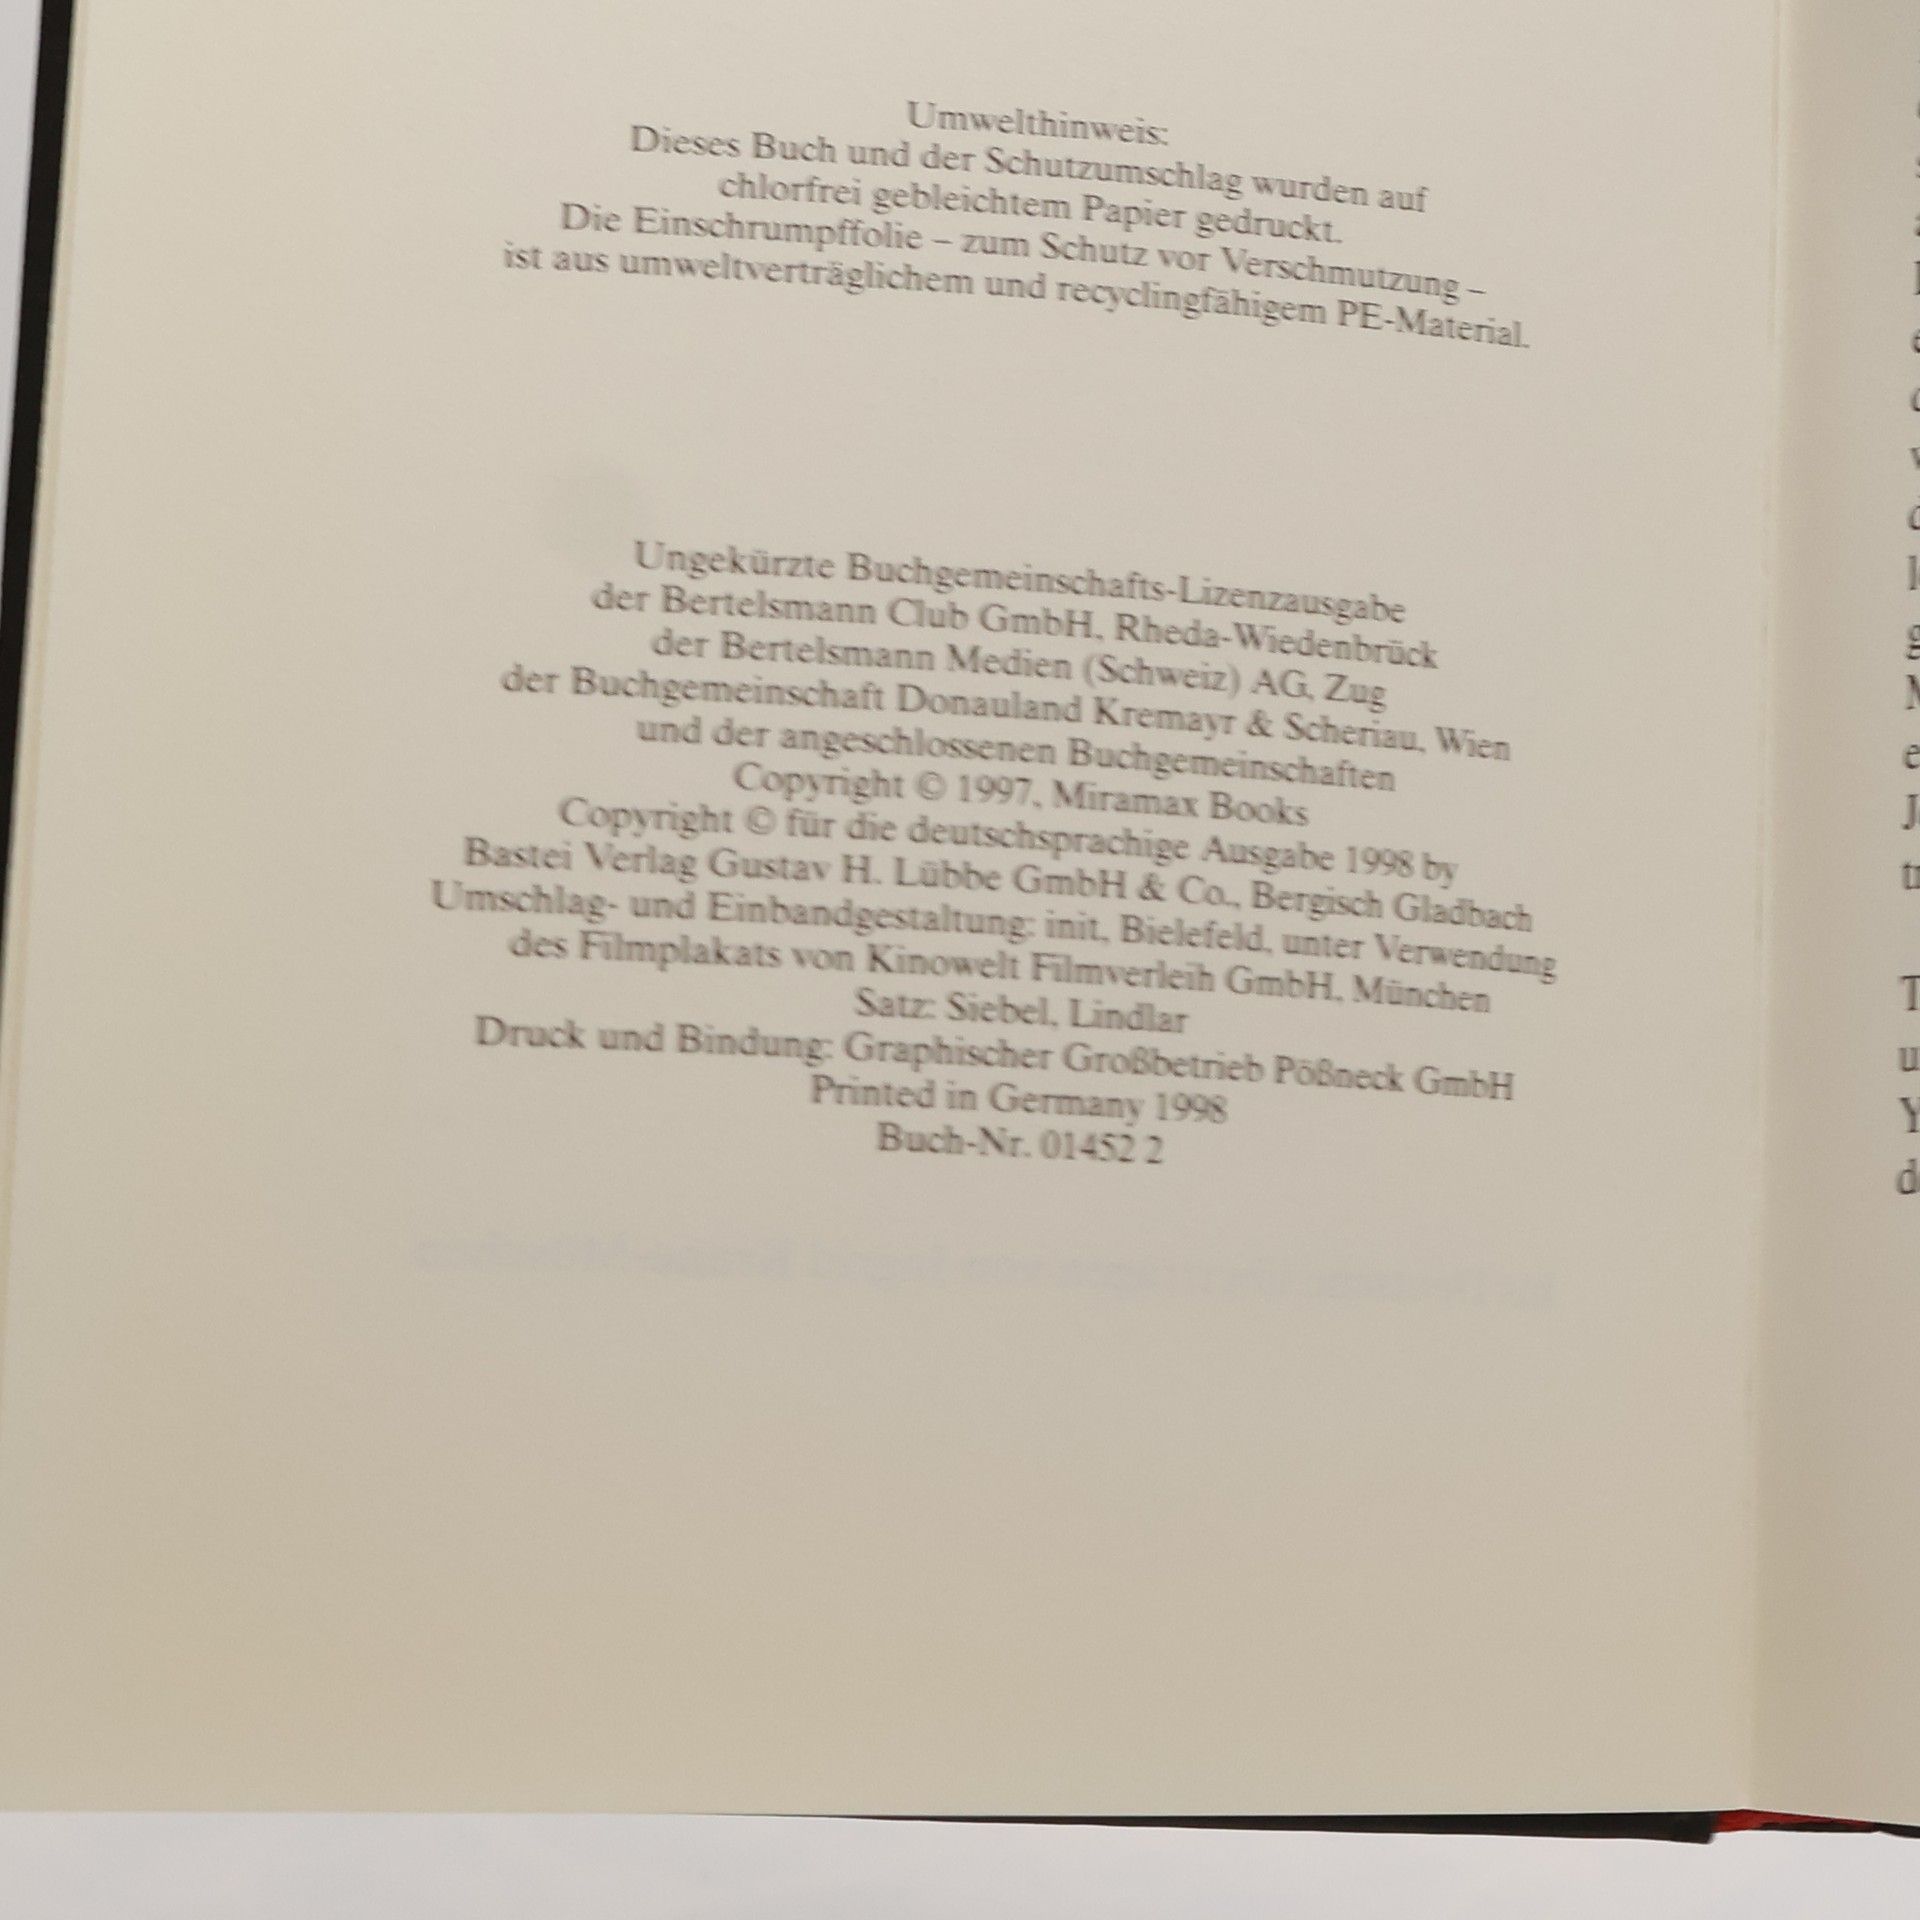 Umwelthinweis:
Dieses Buch und der Schutzumschlag wurden auf
chlorfrei gebleichtem Papier gedruckt.
Die Einschrumpffolie – zum Schutz vor Verschmutzung –
ist aus umweltverträglichem und recyclingfähigem PE-Material.
Ungekürzte Buchgemeinschafts-Lizenzausgabe
der Bertelsmann Club GmbH, Rheda-Wiedenbrück
der Bertelsmann Medien (Schweiz) AG, Zug
der Buchgemeinschaft Donauland Kremayr & Scheriau, Wien
und der angeschlossenen Buchgemeinschaften
Copyright © 1997, Miramax Books
Copyright © für die deutschsprachige Ausgabe 1998 by
Bastei Verlag Gustav H. Lübbe GmbH & Co., Bergisch Gladbach
Umschlag- und Einbandgestaltung: init, Bielefeld, unter Verwendung
des Filmplakats von Kinowelt Filmverleih GmbH, München
Satz: Siebel, Lindlar
Druck und Bindung: Graphischer Großbetrieb Pößneck GmbH
Printed in Germany 1998
Buch-Nr. 01452 2